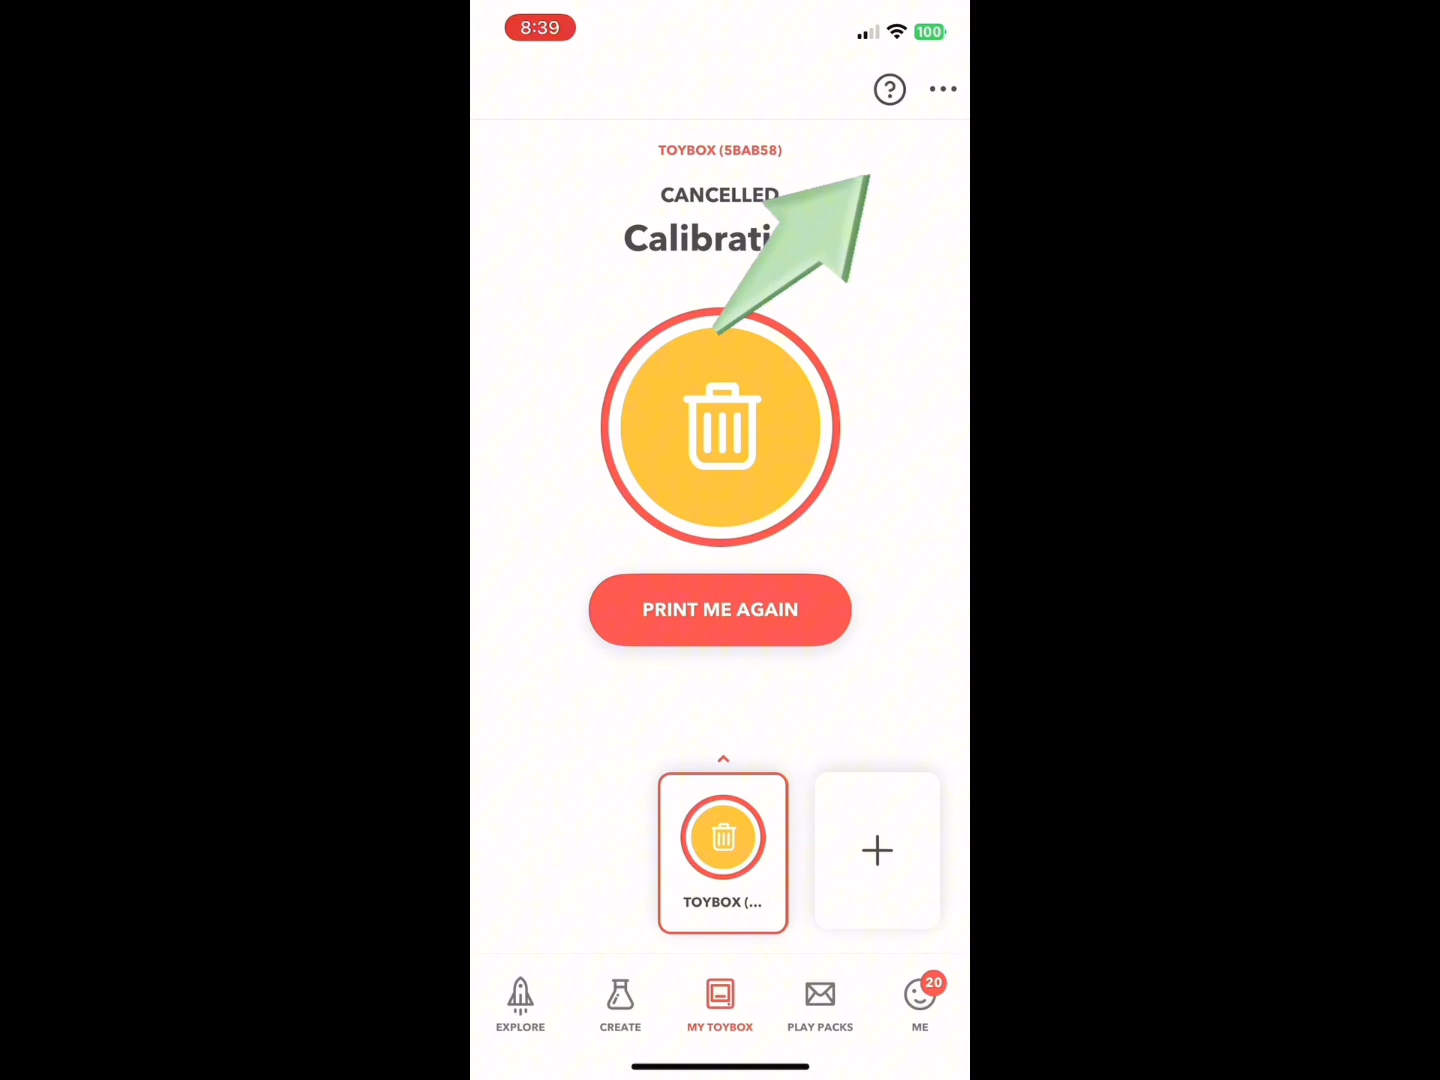 8:39
100
TOYBOX (5BAB58)
CANCELLED
Calibrati
PRINT ME AGAIN
TOYBOX (...
20
EXPLORE
CREATE
MY TOYBOX
PLAY PACKS
ME